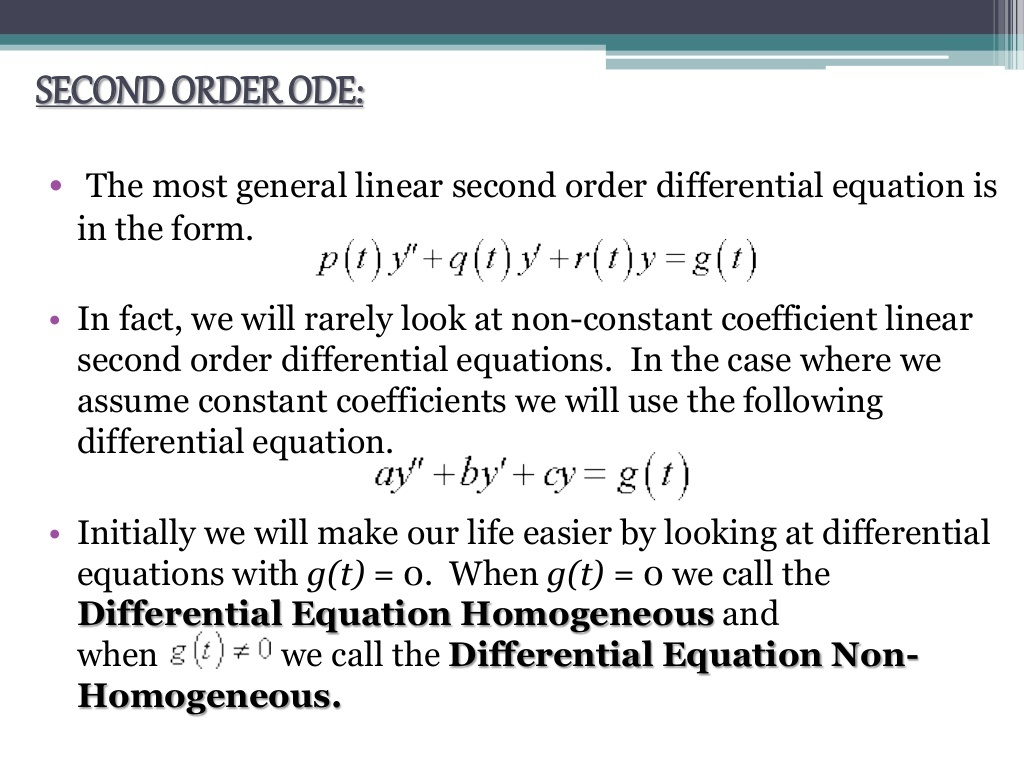 SECOND ORDER ODE:
• The most general linear second order differential equation is
in the form.
p(t)y″+q(t)y′+r(t)y=g(t)
• In fact, we will rarely look at non-constant coefficient linear
second order differential equations.  In the case where we
assume constant coefficients we will use the following
differential equation.
ay″+by′+cy=g(t)
• Initially we will make our life easier by looking at differential
equations with g(t) = 0.  When g(t) = 0 we call the
Differential Equation Homogeneous and
when g(t)≠0 we call the Differential Equation Non-
Homogeneous.